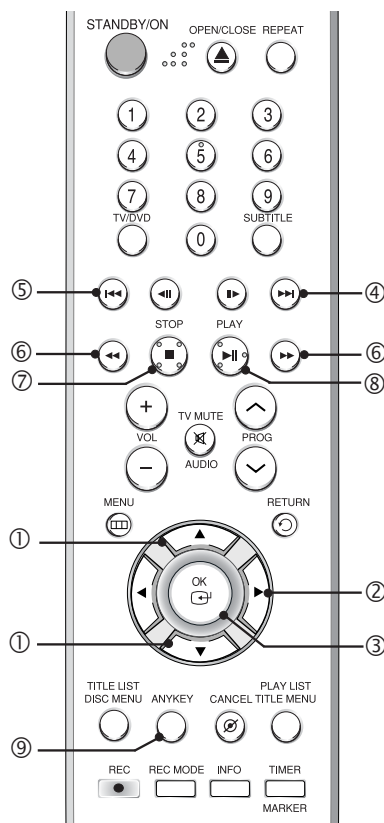 STANDBY/ON
OPEN/CLOSE REPEAT
1 2 3
4 5 6
7 8 9
TV/DVD SUBTITLE
0
⑤ ④
STOP PLAY
⑥ ⑥
⑦ ⑧
TV MUTE
VOL PROG
AUDIO
MENU RETURN
①
OK
②
① ③
TITLE LIST PLAY LIST
DISC MENU ANYKEY CANCEL TITLE MENU
⑨
REC REC MODE INFO TIMER
MARKER